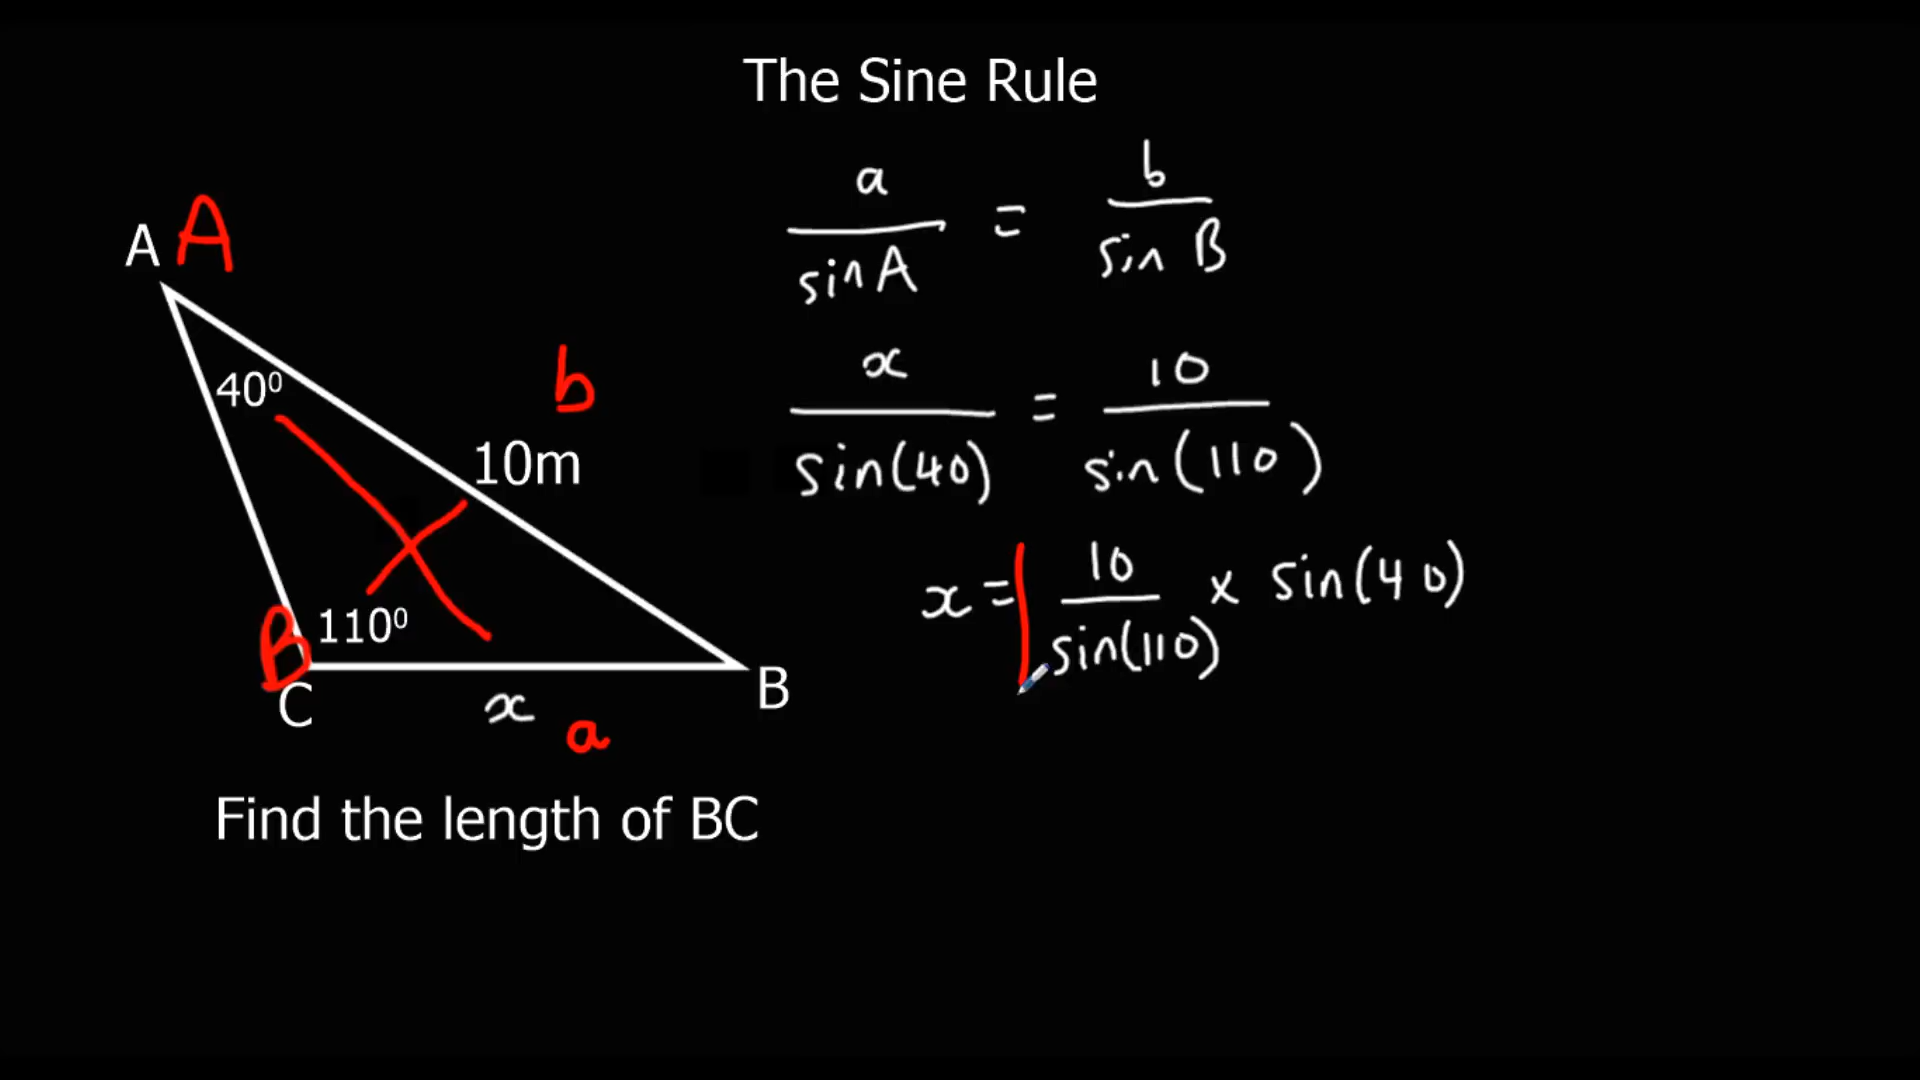 The Sine Rule
a / sin A = b / sin B
A A
40⁰
b
10m
x / sin(40) = 10 / sin(110)
x = 10 / sin(110) × sin(40)
B 110⁰
C
x
a
B
Find the length of BC